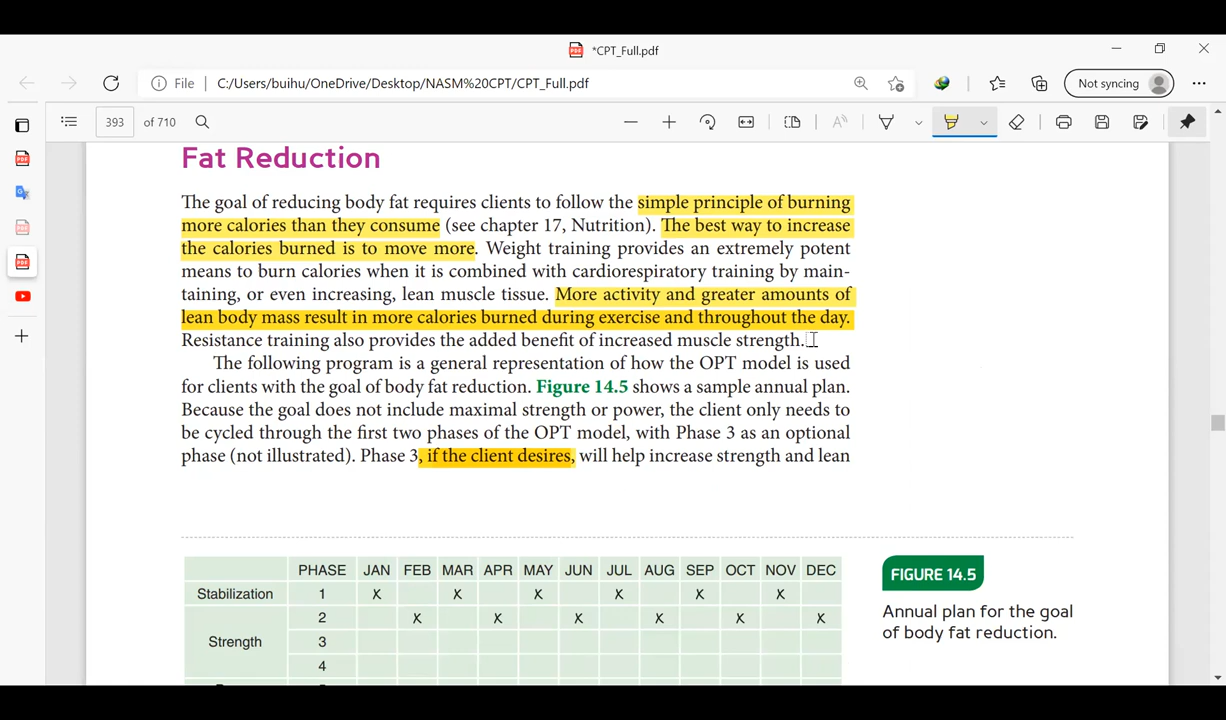 *CPT_Full.pdf
File
C:/Users/buihu/OneDrive/Desktop/NASM%20CPT/CPT_Full.pdf
Not syncing
393 of 710
Fat Reduction
The goal of reducing body fat requires clients to follow the simple principle of burning
more calories than they consume (see chapter 17, Nutrition). The best way to increase
the calories burned is to move more. Weight training provides an extremely potent
means to burn calories when it is combined with cardiorespiratory training by main-
taining, or even increasing, lean muscle tissue. More activity and greater amounts of
lean body mass result in more calories burned during exercise and throughout the day.
Resistance training also provides the added benefit of increased muscle strength.
The following program is a general representation of how the OPT model is used
for clients with the goal of body fat reduction. Figure 14.5 shows a sample annual plan.
Because the goal does not include maximal strength or power, the client only needs to
be cycled through the first two phases of the OPT model, with Phase 3 as an optional
phase (not illustrated). Phase 3, if the client desires, will help increase strength and lean
PHASE JAN FEB MAR APR MAY JUN JUL AUG SEP OCT NOV DEC
Stabilization 1 X X X X X X
2 X X X X X X
Strength 3
4
FIGURE 14.5
Annual plan for the goal
of body fat reduction.